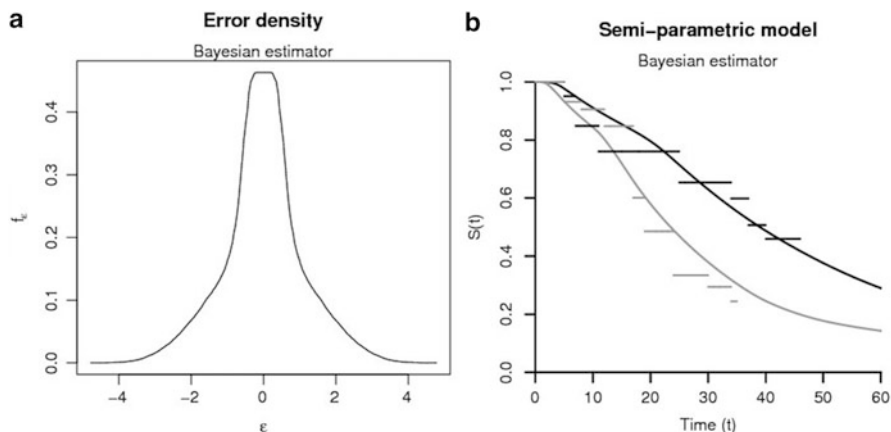 a
Error density
Bayesian estimator
fε
0.0
0.1
0.2
0.3
0.4
−4
−2
0
2
4
ε
b
Semi−parametric model
Bayesian estimator
S(t)
0.0
0.2
0.4
0.6
0.8
1.0
0
10
20
30
40
50
60
Time (t)